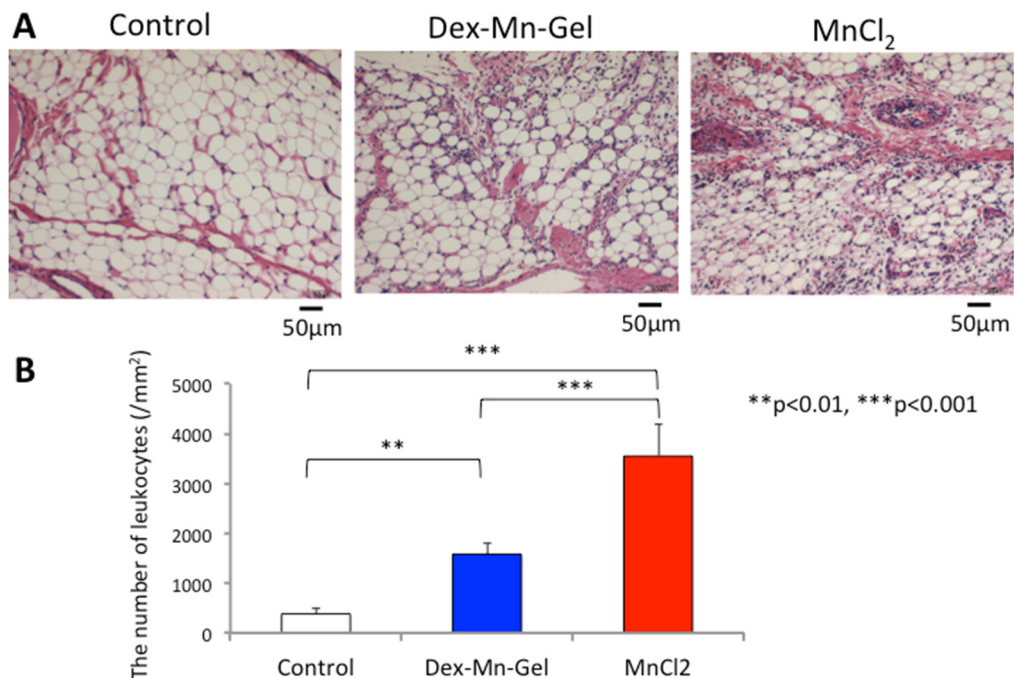 A
Control
Dex-Mn-Gel
MnCl2
50µm
50µm
50µm
B
The number of leukocytes (/mm²)
5000
4000
3000
2000
1000
0
***
***
**
**p<0.01, ***p<0.001
Control
Dex-Mn-Gel
MnCl2